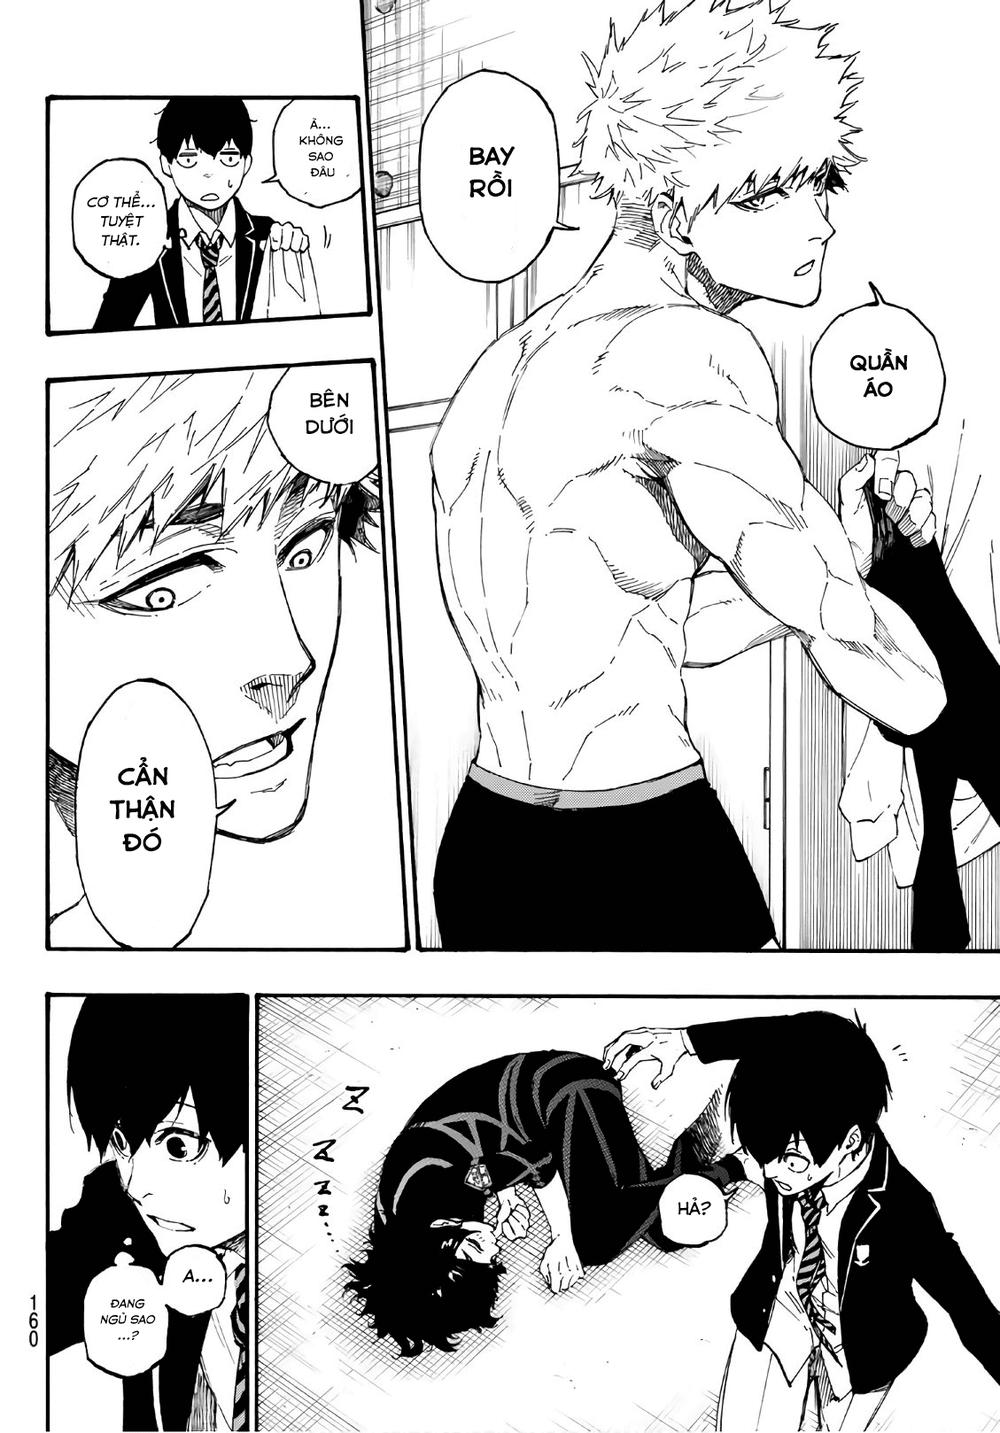 QUẦN
ÁO
BAY
RỒI
À...
KHÔNG
SAO
ĐÂU
CƠ THỂ...
TUYỆT
THẬT.
BÊN
DƯỚI
CẨN
THẬN
ĐÓ
HẢ?
Z
Z
Z
Z
A...
ĐANG
NGỦ SAO
...?
160